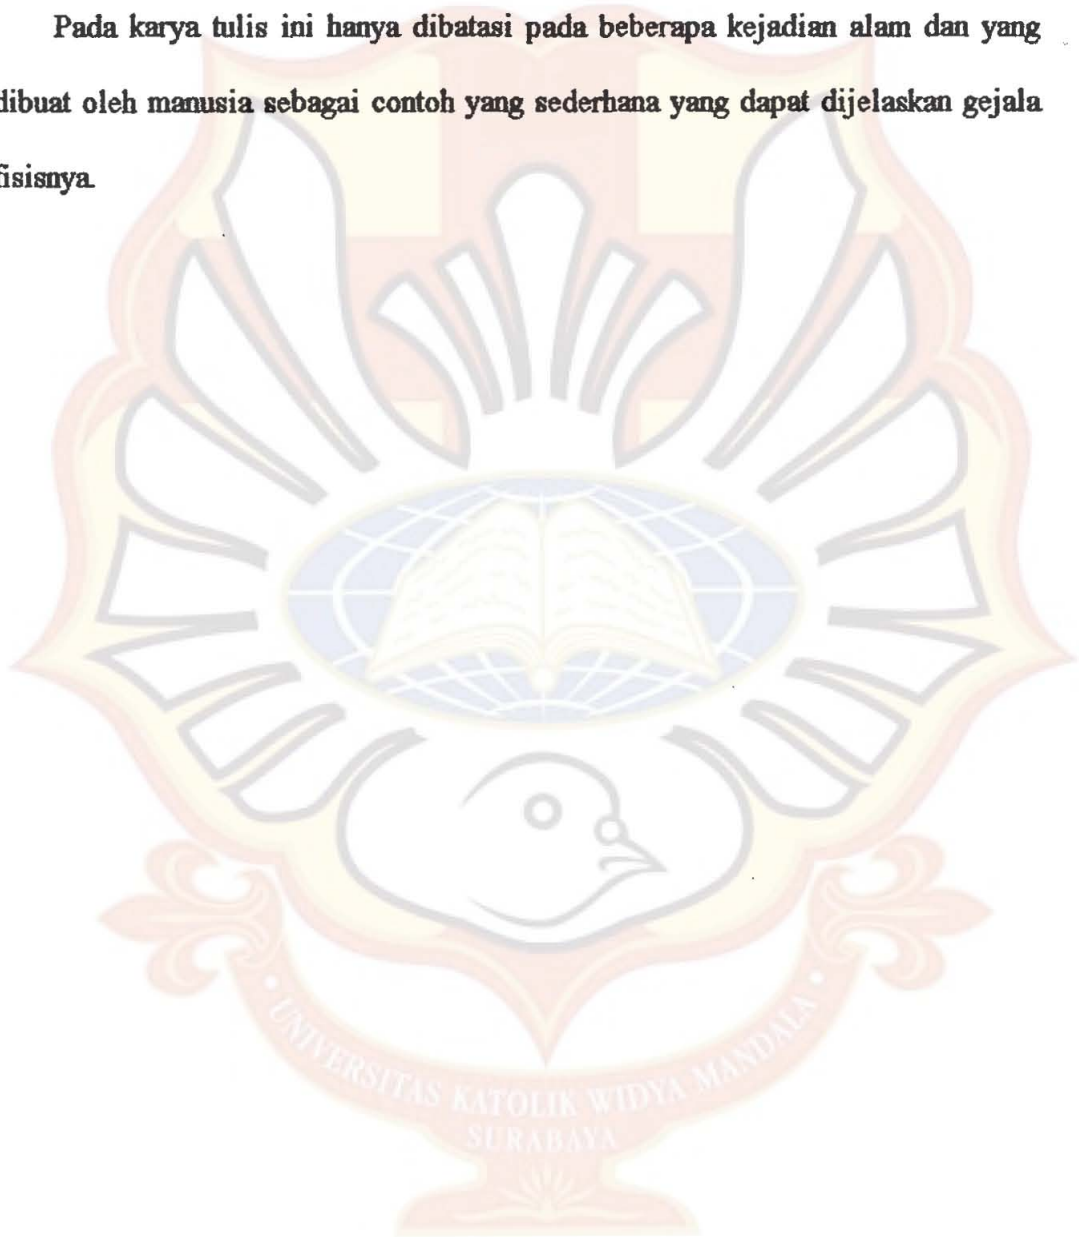 Pada karya tulis ini hanya dibatasi pada beberapa kejadian alam dan yang
dibuat oleh manusia sebagai contoh yang sederhana yang dapat dijelaskan gejala
fisisnya.
• UNIVERSITAS KATOLIK WIDYA MANDALA •
SURABAYA